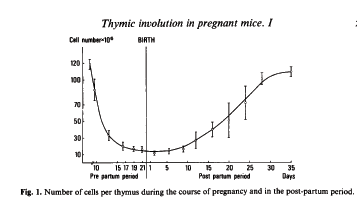 Thymic involution in pregnant mice. I
Cell number×10⁶ BIRTH
120
100
70
50
30
10
10 15 17 19 21 1 5 10 15 20 25 30 35
Pre partum period Post partum period Days
Fig. 1. Number of cells per thymus during the course of pregnancy and in the post-partum period.